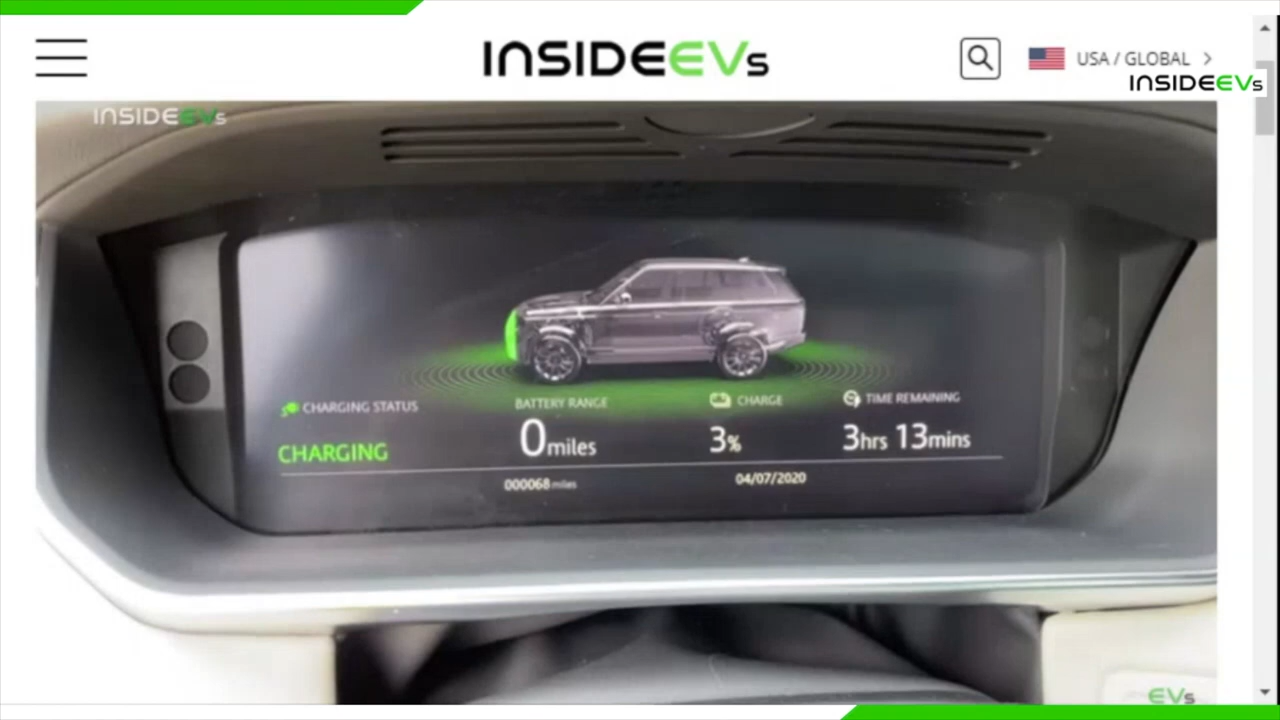 INSIDEEVs
USA / GLOBAL
INSIDEEVs
INSIDEEVs
CHARGING STATUS
BATTERY RANGE
CHARGE
TIME REMAINING
CHARGING
0miles
3%
3hrs 13mins
000068 miles
04/07/2020
EVs